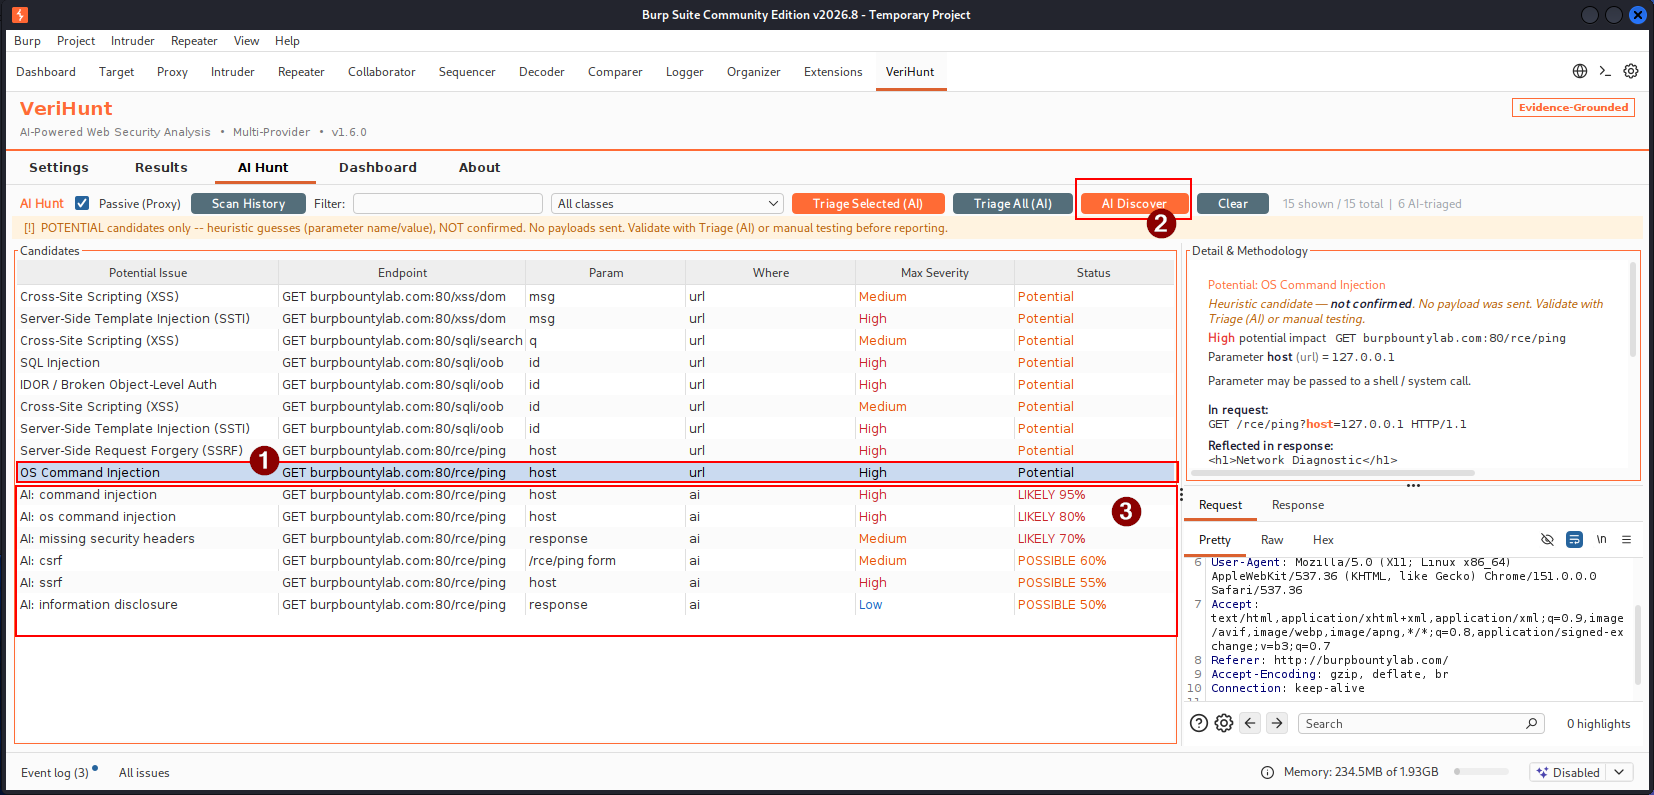 Burp Suite Community Edition v2026.8 - Temporary Project
Burp Project Intruder Repeater View Help
Dashboard Target Proxy Intruder Repeater Collaborator Sequencer Decoder Comparer Logger Organizer Extensions VeriHunt
VeriHunt
Evidence-Grounded
AI-Powered Web Security Analysis • Multi-Provider • v1.6.0
Settings Results AI Hunt Dashboard About
AI Hunt Passive (Proxy) Scan History Filter: All classes Triage Selected (AI) Triage All (AI) AI Discover Clear 15 shown / 15 total | 6 AI-triaged
2
[!] POTENTIAL candidates only -- heuristic guesses (parameter name/value), NOT confirmed. No payloads sent. Validate with Triage (AI) or manual testing before reporting.
Candidates
Potential Issue Endpoint Param Where Max Severity Status
Cross-Site Scripting (XSS) GET burpbountylab.com:80/xss/dom msg url Medium Potential
Server-Side Template Injection (SSTI) GET burpbountylab.com:80/xss/dom msg url High Potential
Cross-Site Scripting (XSS) GET burpbountylab.com:80/sqli/search q url Medium Potential
SQL Injection GET burpbountylab.com:80/sqli/oob id url High Potential
IDOR / Broken Object-Level Auth GET burpbountylab.com:80/sqli/oob id url High Potential
Cross-Site Scripting (XSS) GET burpbountylab.com:80/sqli/oob id url Medium Potential
Server-Side Template Injection (SSTI) GET burpbountylab.com:80/sqli/oob id url High Potential
Server-Side Request Forgery (SSRF) GET burpbountylab.com:80/rce/ping host url High Potential
1
OS Command Injection GET burpbountylab.com:80/rce/ping host url High Potential
AI: command injection GET burpbountylab.com:80/rce/ping host ai High LIKELY 95%
3
AI: os command injection GET burpbountylab.com:80/rce/ping host ai High LIKELY 80%
AI: missing security headers GET burpbountylab.com:80/rce/ping response ai Medium LIKELY 70%
AI: csrf GET burpbountylab.com:80/rce/ping /rce/ping form ai Medium POSSIBLE 60%
AI: ssrf GET burpbountylab.com:80/rce/ping host ai High POSSIBLE 55%
AI: information disclosure GET burpbountylab.com:80/rce/ping response ai Low POSSIBLE 50%
Detail & Methodology
Potential: OS Command Injection
Heuristic candidate — not confirmed. No payload was sent. Validate with
Triage (AI) or manual testing.
High potential impact GET burpbountylab.com:80/rce/ping
Parameter host (url) = 127.0.0.1
Parameter may be passed to a shell / system call.
In request:
GET /rce/ping?host=127.0.0.1 HTTP/1.1
Reflected in response:
<h1>Network Diagnostic</h1>
Request Response
Pretty Raw Hex \n
6 User-Agent: Mozilla/5.0 (X11; Linux x86_64)
AppleWebKit/537.36 (KHTML, like Gecko) Chrome/151.0.0.0
Safari/537.36
7 Accept:
text/html,application/xhtml+xml,application/xml;q=0.9,image
/avif,image/webp,image/apng,*/*;q=0.8,application/signed-ex
change;v=b3;q=0.7
8 Referer: http://burpbountylab.com/
9 Accept-Encoding: gzip, deflate, br
10 Connection: keep-alive
11
Search 0 highlights
Event log (3) All issues Memory: 234.5MB of 1.93GB Disabled